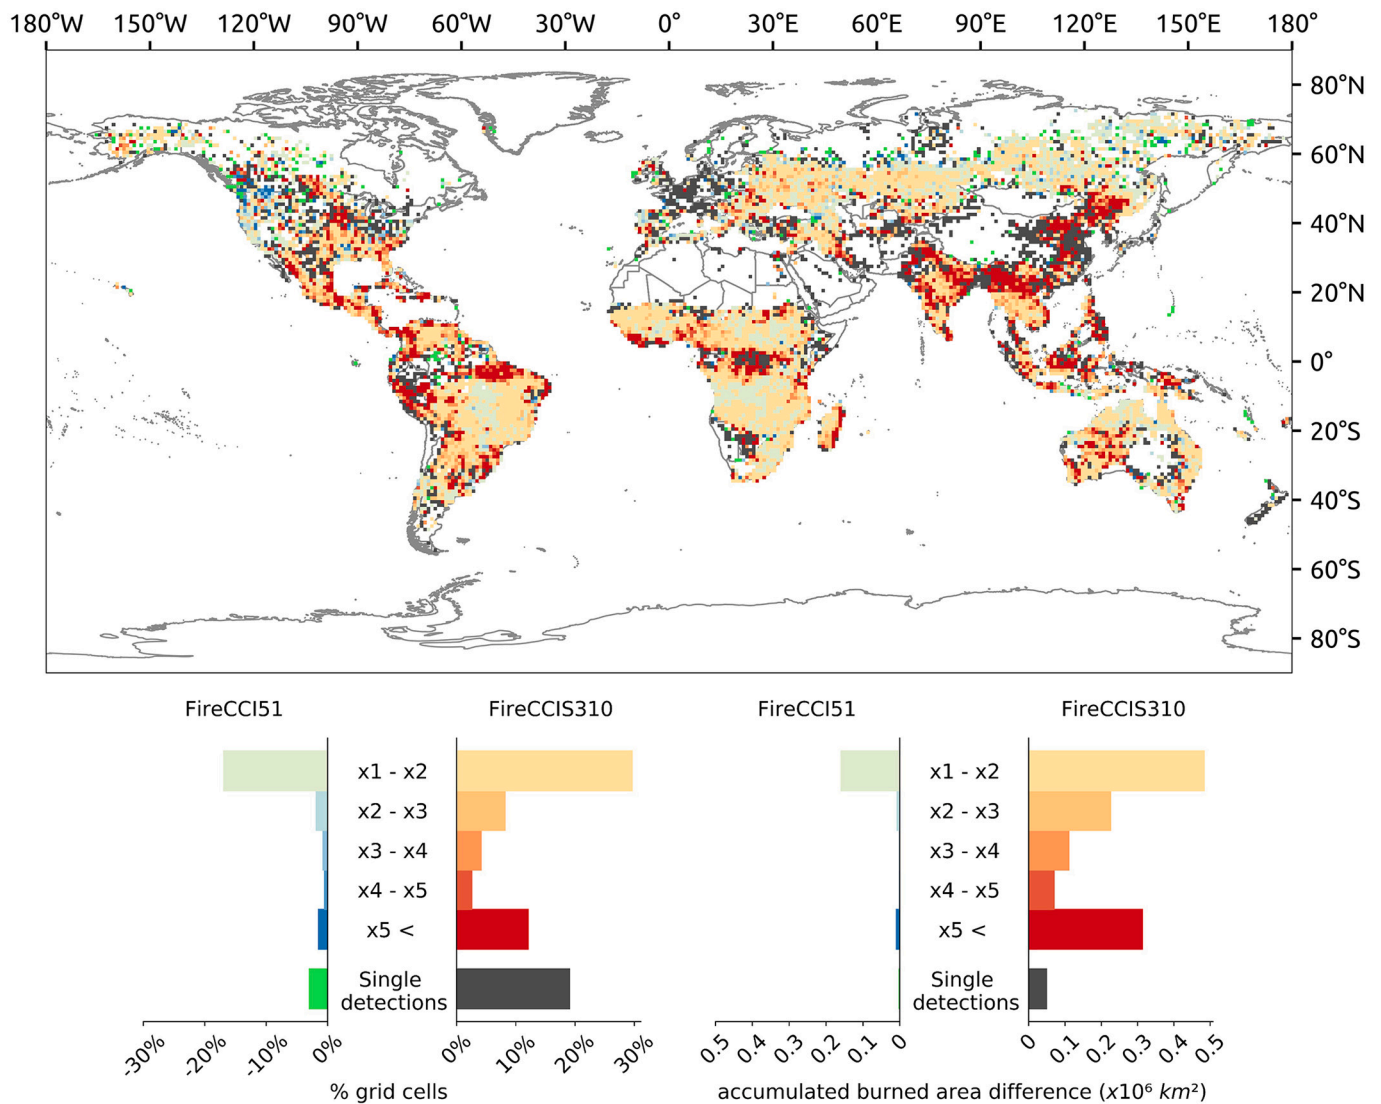 180°W 150°W 120°W 90°W 60°W 30°W 0° 30°E 60°E 90°E 120°E 150°E 180°
80°N
60°N
40°N
20°N
0°
20°S
40°S
60°S
80°S
FireCCI51 FireCCIS310 FireCCI51 FireCCIS310
x1 - x2 x1 - x2
x2 - x3 x2 - x3
x3 - x4 x3 - x4
x4 - x5 x4 - x5
x5 < x5 <
Single Single
detections detections
-30% -20% -10% 0% 0% 10% 20% 30% 0.5 0.4 0.3 0.2 0.1 0 0 0.1 0.2 0.3 0.4 0.5
% grid cells accumulated burned area difference (x10⁶ km²)